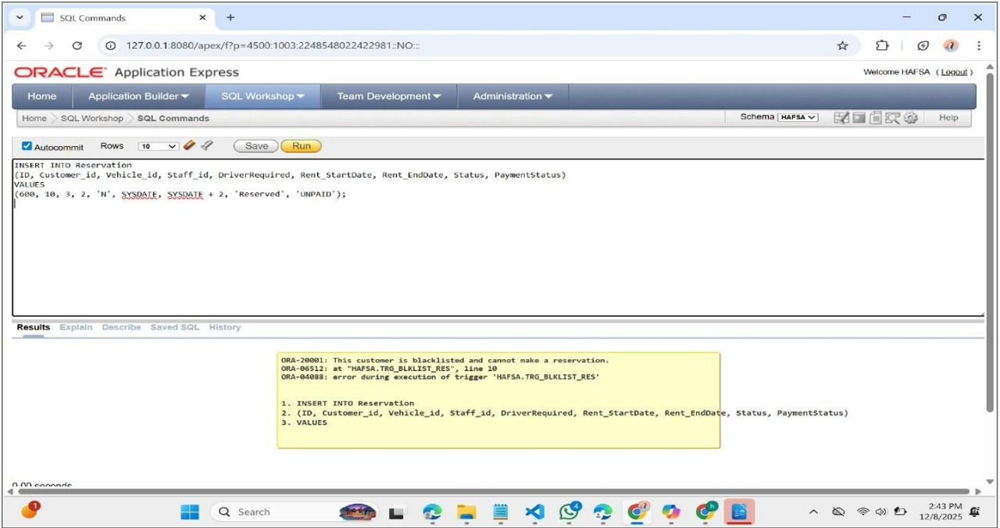 SQL Commands
127.0.0.1:8080/apex/f?p=4500:1003:2248548022422981::NO:::
ORACLE Application Express
Welcome HAFSA ( Logout )
Home Application Builder SQL Workshop Team Development Administration
Home SQL Workshop SQL Commands Schema HAFSA Help
Autocommit Rows 10 Save Run
INSERT INTO Reservation
(ID, Customer_id, Vehicle_id, Staff_id, DriverRequired, Rent_StartDate, Rent_EndDate, Status, PaymentStatus)
VALUES
(600, 10, 3, 2, 'N', SYSDATE, SYSDATE + 2, 'Reserved', 'UNPAID');
Results Explain Describe Saved SQL History
ORA-20001: This customer is blacklisted and cannot make a reservation.
ORA-06512: at "HAFSA.TRG_BLKLIST_RES", line 10
ORA-04088: error during execution of trigger 'HAFSA.TRG_BLKLIST_RES'
1. INSERT INTO Reservation
2. (ID, Customer_id, Vehicle_id, Staff_id, DriverRequired, Rent_StartDate, Rent_EndDate, Status, PaymentStatus)
3. VALUES
0.00 seconds
1
Search
4
2:43 PM
12/8/2025